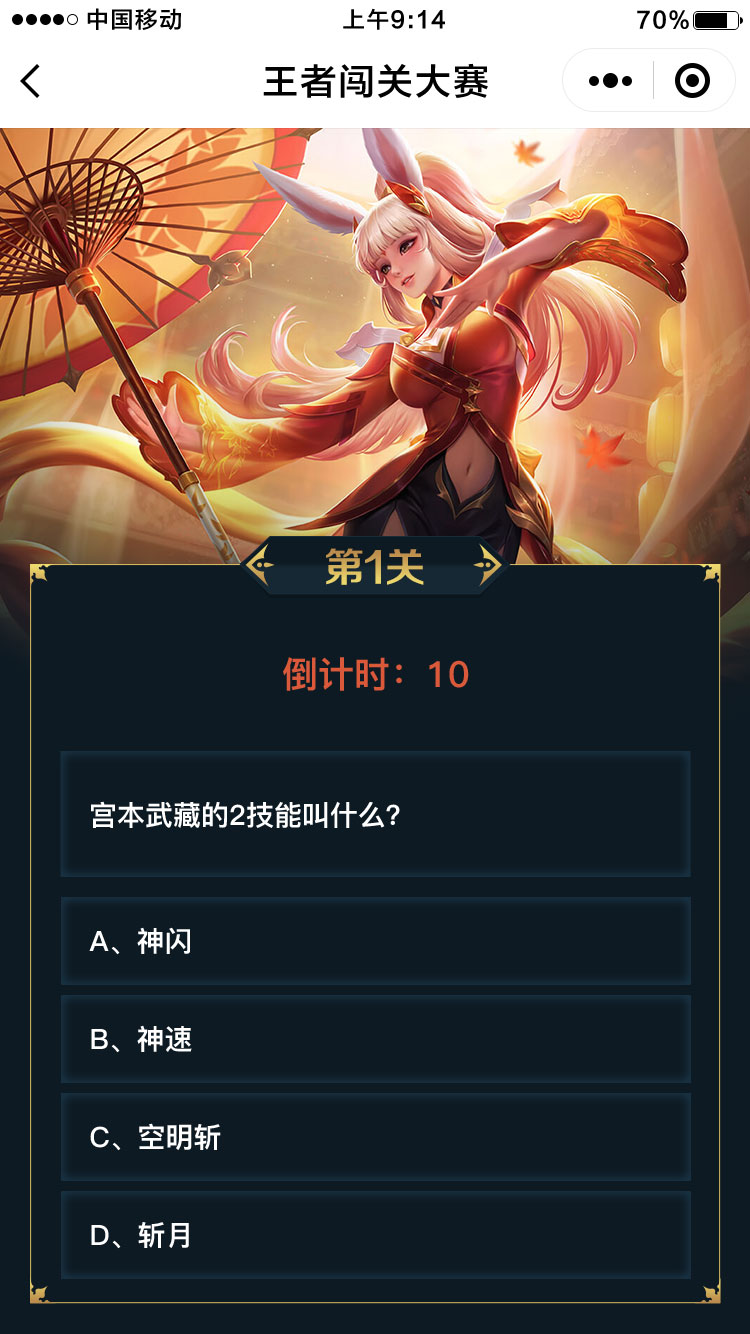 中国移动 上午9:14 70%
王者闯关大赛
第1关
倒计时：10
宫本武藏的2技能叫什么?
A、神闪
B、神速
C、空明斩
D、斩月